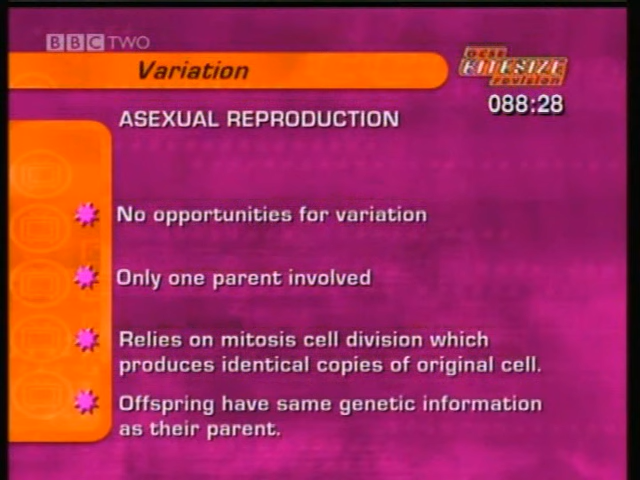 BBC TWO
Variation
GCSE
BITESIZE
revision
088:28
ASEXUAL REPRODUCTION
No opportunities for variation
Only one parent involved
Relies on mitosis cell division which
produces identical copies of original cell.
Offspring have same genetic information
as their parent.